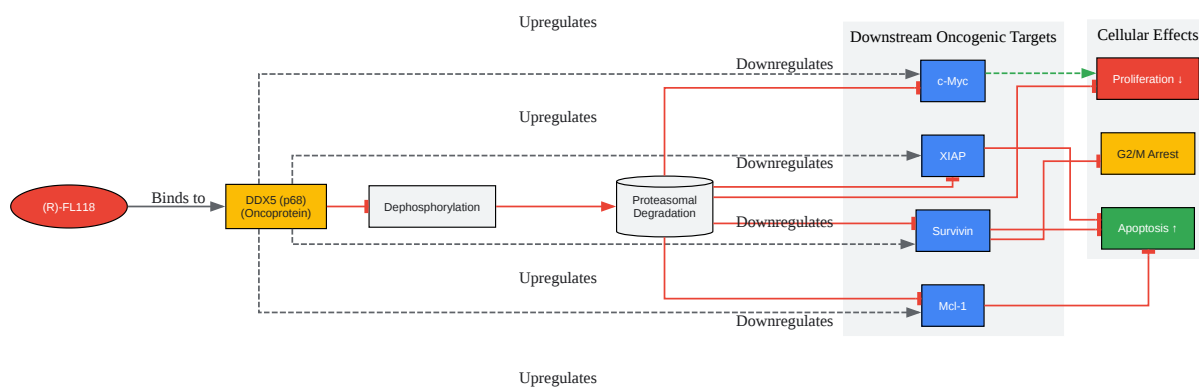 Upregulates
Downstream Oncogenic Targets
Cellular Effects
Downregulates
c-Myc
Proliferation ↓
Upregulates
XIAP
G2/M Arrest
Downregulates
(R)-FL118
Binds to
DDX5 (p68)
(Oncoprotein)
Dephosphorylation
Proteasomal
Degradation
Downregulates
Survivin
Apoptosis ↑
Upregulates
Mcl-1
Downregulates
Upregulates